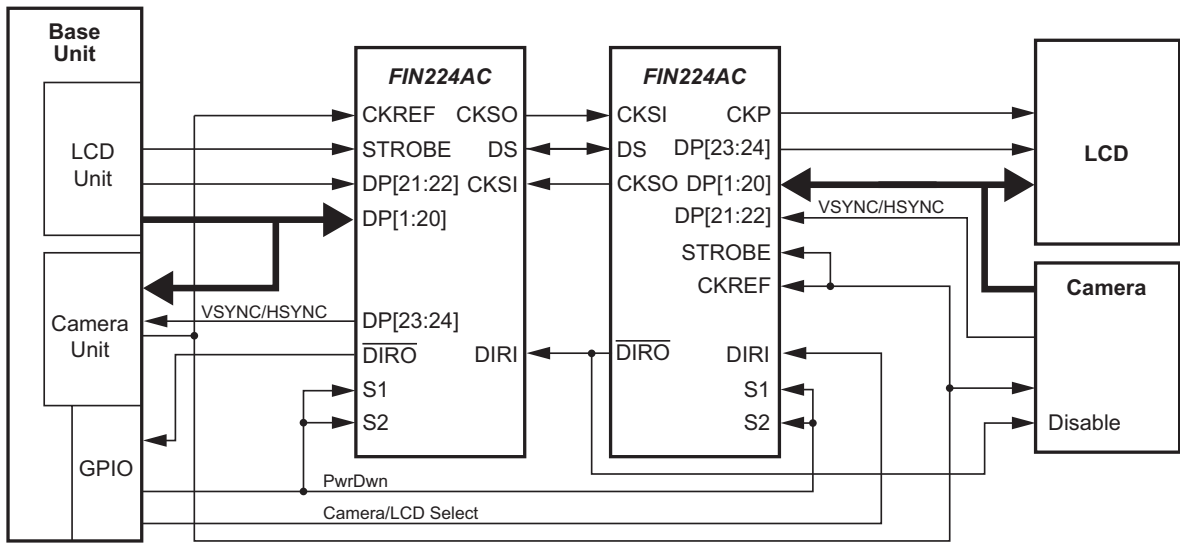 Base
Unit
LCD
Unit
Camera
Unit
GPIO
FIN224AC
CKREF CKSO
STROBE DS
DP[21:22] CKSI
DP[1:20]
VSYNC/HSYNC
DP[23:24]
DIRO DIRI
S1
S2
PwrDwn
Camera/LCD Select
FIN224AC
CKSI CKP
DS DP[23:24]
CKSO DP[1:20]
DP[21:22]
VSYNC/HSYNC
STROBE
CKREF
DIRO DIRI
S1
S2
LCD
Camera
Disable